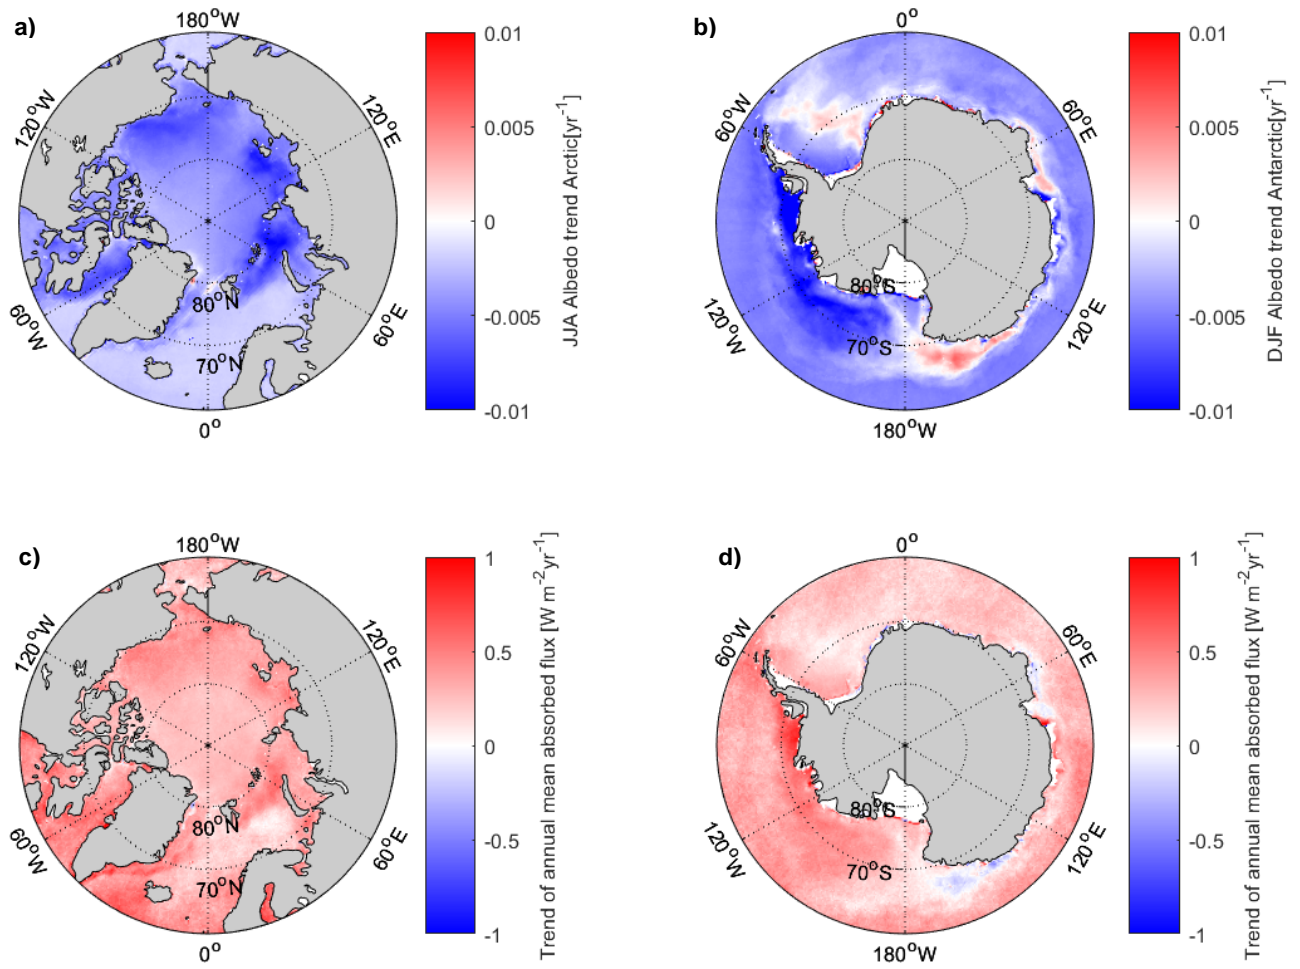 a)
180°W
120°W
120°E
60°W
60°E
80°N
70°N
0°
0.01
0.005
0
-0.005
-0.01
JJA Albedo trend Arctic[yr⁻¹]
b)
0°
60°W
60°E
120°W
120°E
80°S
70°S
180°W
0.01
0.005
0
-0.005
-0.01
DJF Albedo trend Antarctic[yr⁻¹]
c)
180°W
120°W
120°E
60°W
60°E
80°N
70°N
0°
1
0.5
0
-0.5
-1
Trend of annual mean absorbed flux [W m⁻²yr⁻¹]
d)
0°
60°W
60°E
120°W
120°E
80°S
70°S
180°W
1
0.5
0
-0.5
-1
Trend of annual mean absorbed flux [W m⁻²yr⁻¹]